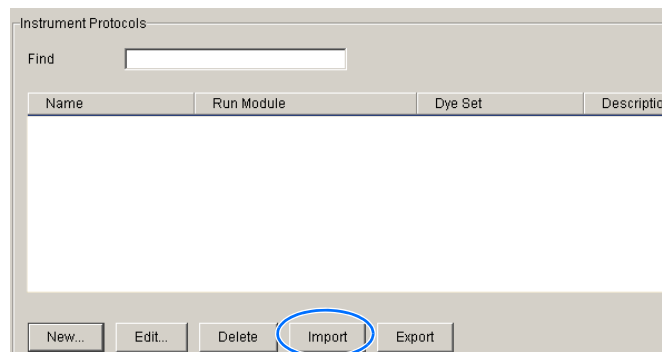 Instrument Protocols
Find
Name Run Module Dye Set Descriptio
New... Edit... Delete Import Export